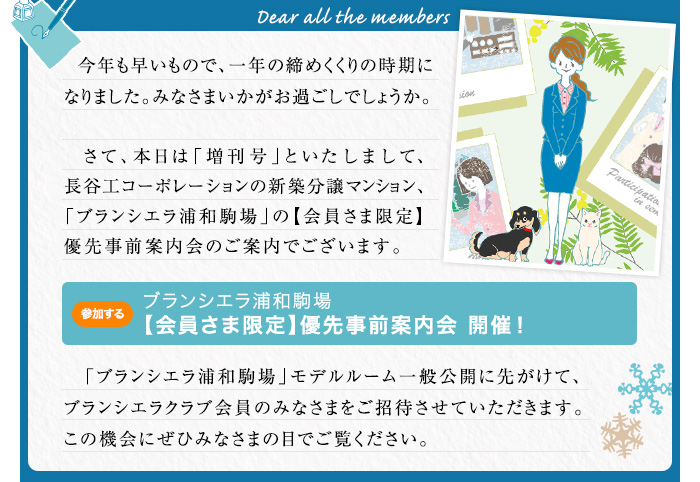 Dear all the members
今年も早いもので、一年の締めくくりの時期に
なりました。みなさまいかがお過ごしでしょうか。
さて、本日は「増刊号」といたしまして、
長谷工コーポレーションの新築分譲マンション、
「ブランシエラ浦和駒場」の【会員さま限定】
優先事前案内会のご案内でございます。
Participation
参加する
ブランシエラ浦和駒場
【会員さま限定】優先事前案内会 開催！
「ブランシエラ浦和駒場」モデルルーム一般公開に先がけて、
ブランシエラクラブ会員のみなさまをご招待させていただきます。
この機会にぜひみなさまの目でご覧ください。